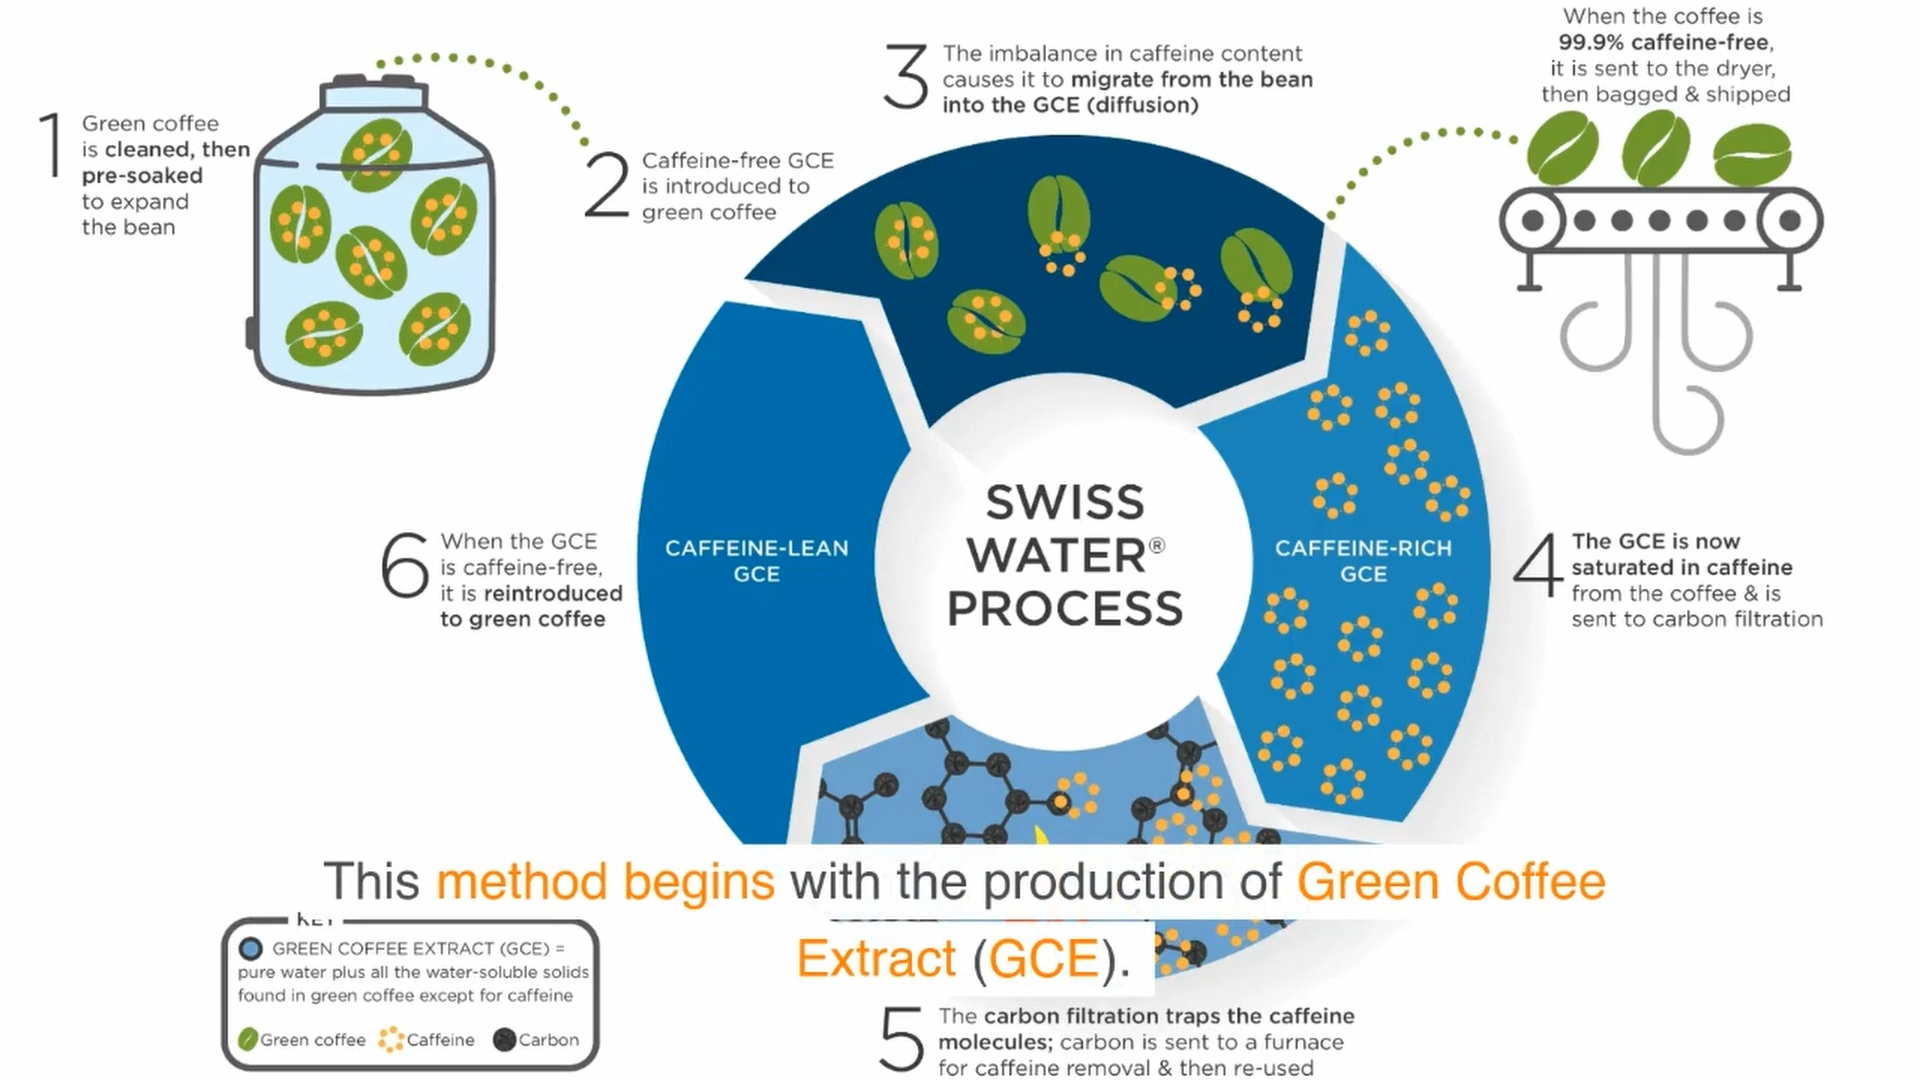 1
Green coffee
is cleaned, then
pre-soaked
to expand
the bean
2
Caffeine-free GCE
is introduced to
green coffee
3
The imbalance in caffeine content
causes it to migrate from the bean
into the GCE (diffusion)
When the coffee is
99.9% caffeine-free,
it is sent to the dryer,
then bagged & shipped
SWISS
WATER®
PROCESS
CAFFEINE-RICH
GCE
4
The GCE is now
saturated in caffeine
from the coffee & is
sent to carbon filtration
5
The carbon filtration traps the caffeine
molecules; carbon is sent to a furnace
for caffeine removal & then re-used
6
When the GCE
is caffeine-free,
it is reintroduced
to green coffee
CAFFEINE-LEAN
GCE
This method begins with the production of Green Coffee
Extract (GCE).
KEY
GREEN COFFEE EXTRACT (GCE) =
pure water plus all the water-soluble solids
found in green coffee except for caffeine
Green coffee Caffeine Carbon